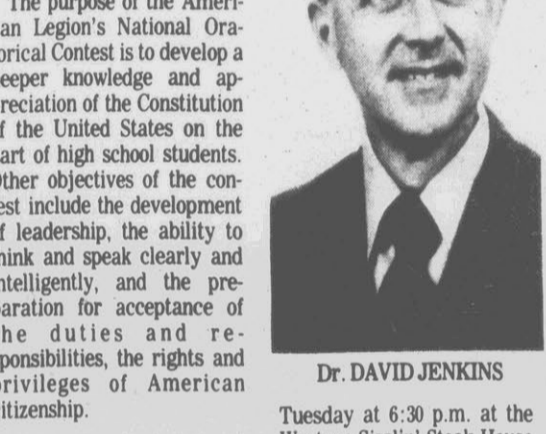 The purpose of the Ameri-
an Legion's National Ora-
orical Contest is to develop a
eeper knowledge and ap-
reciation of the Constitution
f the United States on the
art of high school students.
ther objectives of the con-
est include the development
f leadership, the ability to
hink and speak clearly and
ntelligently, and the pre-
aration for acceptance of
he duties and re-
ponsibilities, the rights and
rivileges of American
itizenship.
Dr. DAVID JENKINS
Tuesday at 6:30 p.m. at the
Steak House